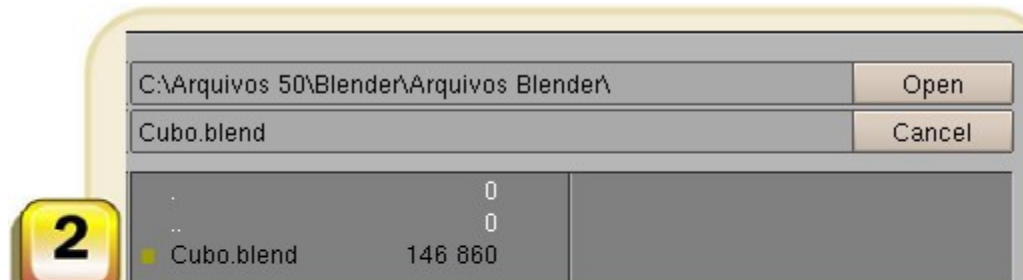 C:\Arquivos 50\Blender\Arquivos Blender\ Open
Cubo.blend Cancel
. 0
.. 0
2
Cubo.blend 146 860